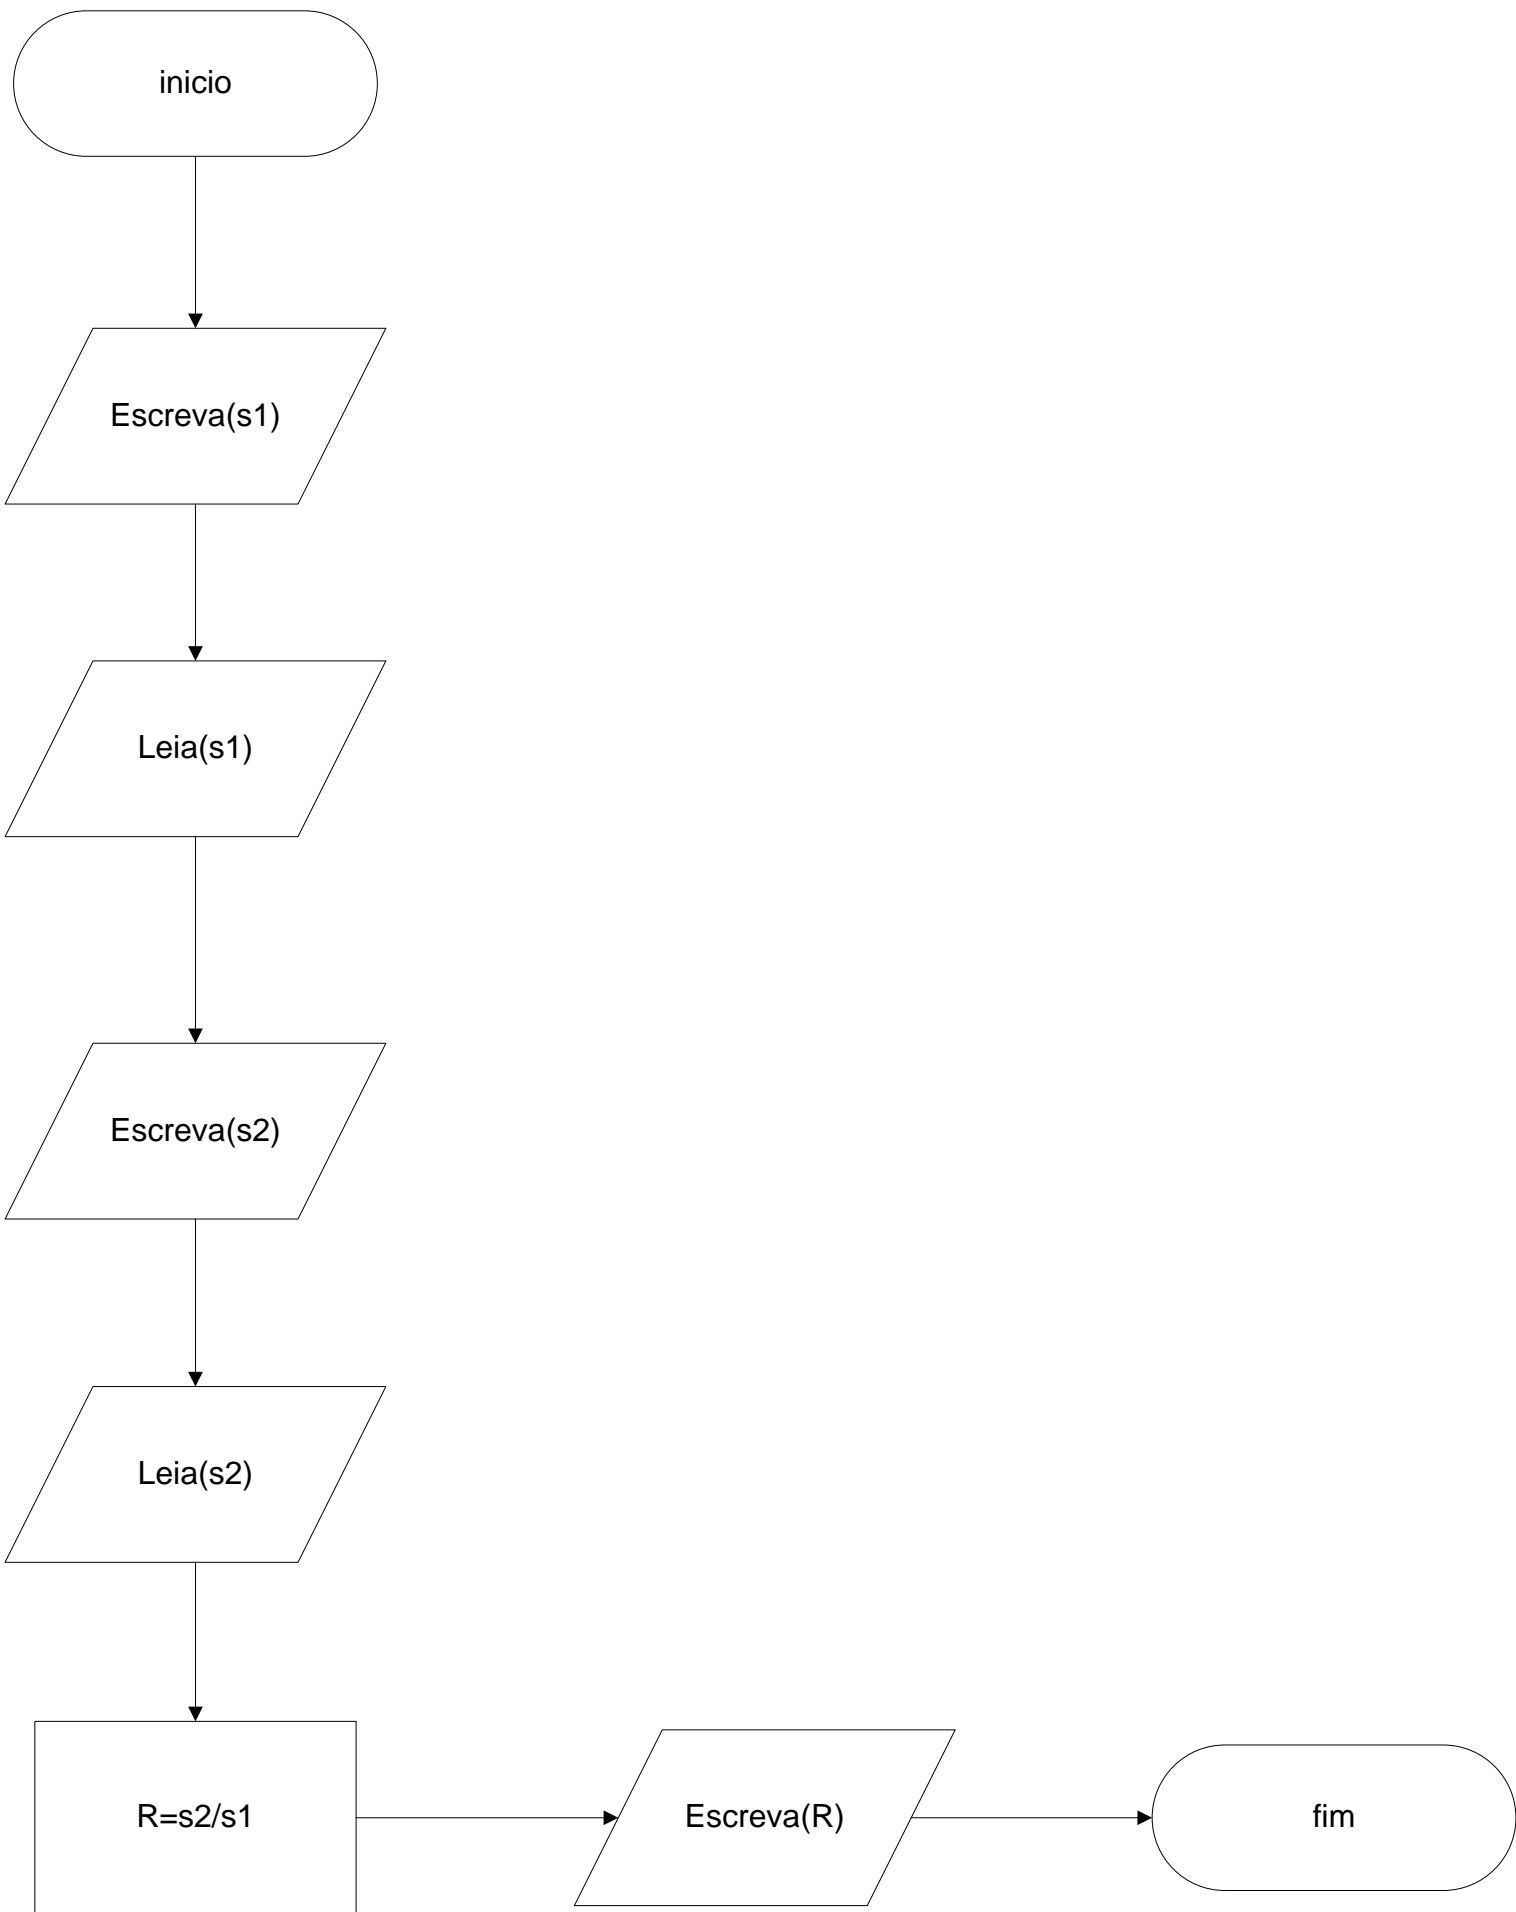 inicio
Escreva(s1)
Leia(s1)
Escreva(s2)
Leia(s2)
R=s2/s1
Escreva(R)
fim